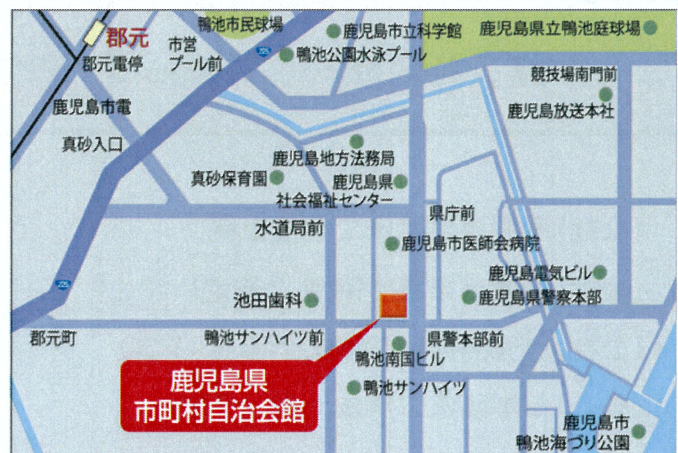 鴨池市民球場
鹿児島市立科学館
鹿児島県立鴨池庭球場
郡元
市営
プール前
225
鴨池公園水泳プール
郡元電停
競技場南門前
鹿児島市電
鹿児島放送本社
真砂入口
鹿児島地方法務局
真砂保育園
鹿児島県
社会福祉センター
水道局前
県庁前
鹿児島市医師会病院
鹿児島電気ビル
225
池田歯科
鹿児島県警察本部
郡元町
鴨池サンハイツ前
県警本部前
鴨池南国ビル
鹿児島県
市町村自治会館
鴨池サンハイツ
鹿児島市
鴨池海づり公園